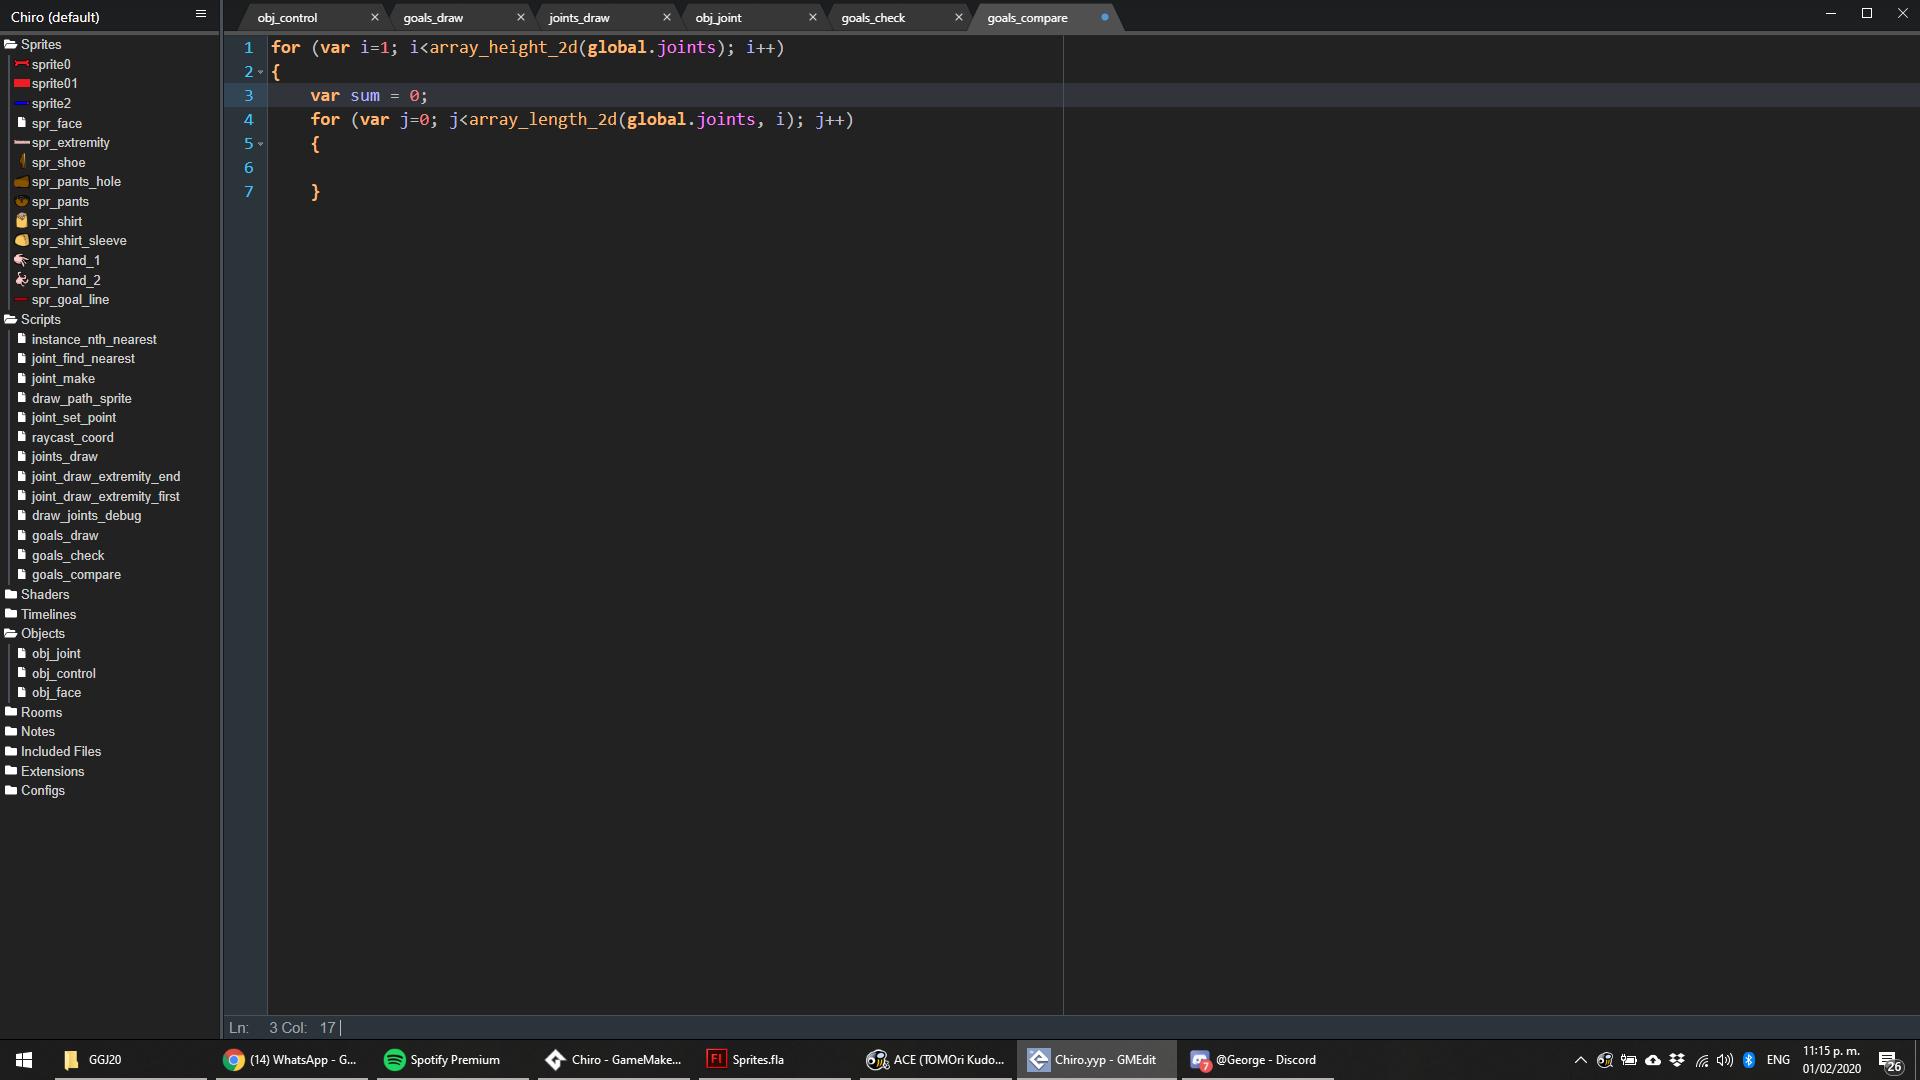 Chiro (default)
obj_control
goals_draw
joints_draw
obj_joint
goals_check
goals_compare
Sprites
sprite0
sprite01
sprite2
spr_face
spr_extremity
spr_shoe
spr_pants_hole
spr_pants
spr_shirt
spr_shirt_sleeve
spr_hand_1
spr_hand_2
spr_goal_line
Scripts
instance_nth_nearest
joint_find_nearest
joint_make
draw_path_sprite
joint_set_point
raycast_coord
joints_draw
joint_draw_extremity_end
joint_draw_extremity_first
draw_joints_debug
goals_draw
goals_check
goals_compare
Shaders
Timelines
Objects
obj_joint
obj_control
obj_face
Rooms
Notes
Included Files
Extensions
Configs
1 for (var i=1; i<array_height_2d(global.joints); i++)
2 {
3 var sum = 0;
4 for (var j=0; j<array_length_2d(global.joints, i); j++)
5 {
6
7 }
Ln: 3 Col: 17
GGJ20
(14) WhatsApp - G...
Spotify Premium
Chiro - GameMake...
Fl Sprites.fla
ACE (TOMOri Kudo...
Chiro.yyp - GMEdit
7 @George - Discord
ENG
11:15 p. m.
01/02/2020
26